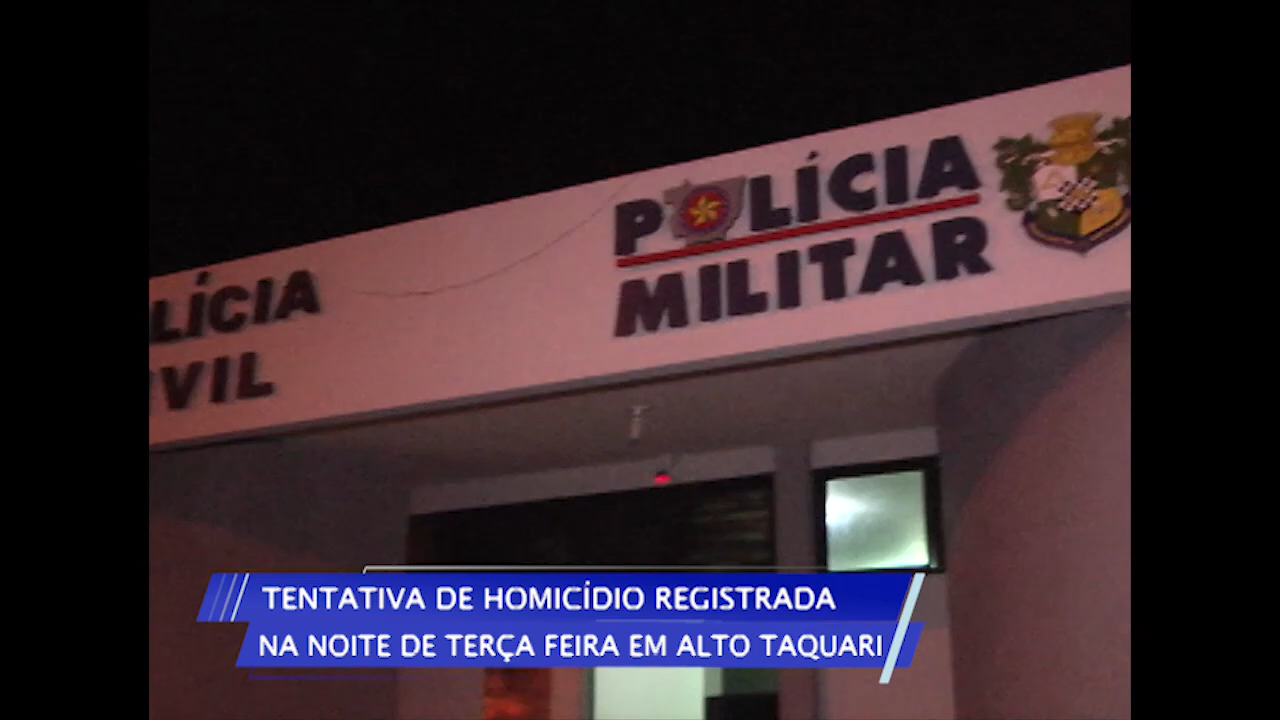 POLÍCIA
MILITAR
LÍCIA
VIL
TENTATIVA DE HOMICÍDIO REGISTRADA
NA NOITE DE TERÇA FEIRA EM ALTO TAQUARI